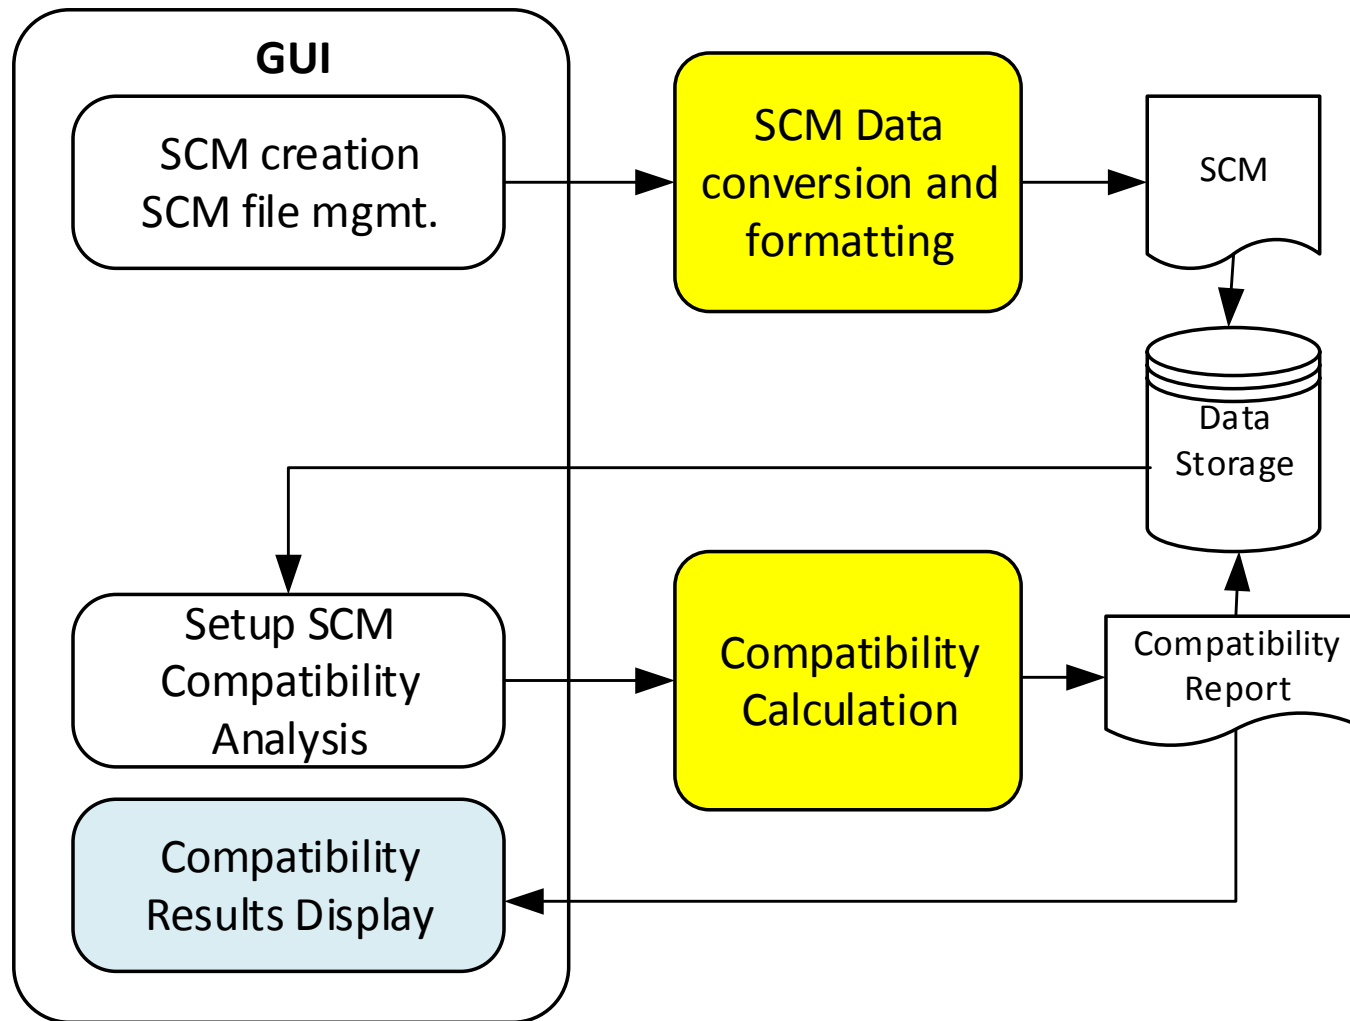 GUI
SCM creation
SCM file mgmt.
SCM Data
conversion and
formatting
SCM
Data
Storage
Setup SCM
Compatibility
Analysis
Compatibility
Calculation
Compatibility
Report
Compatibility
Results Display